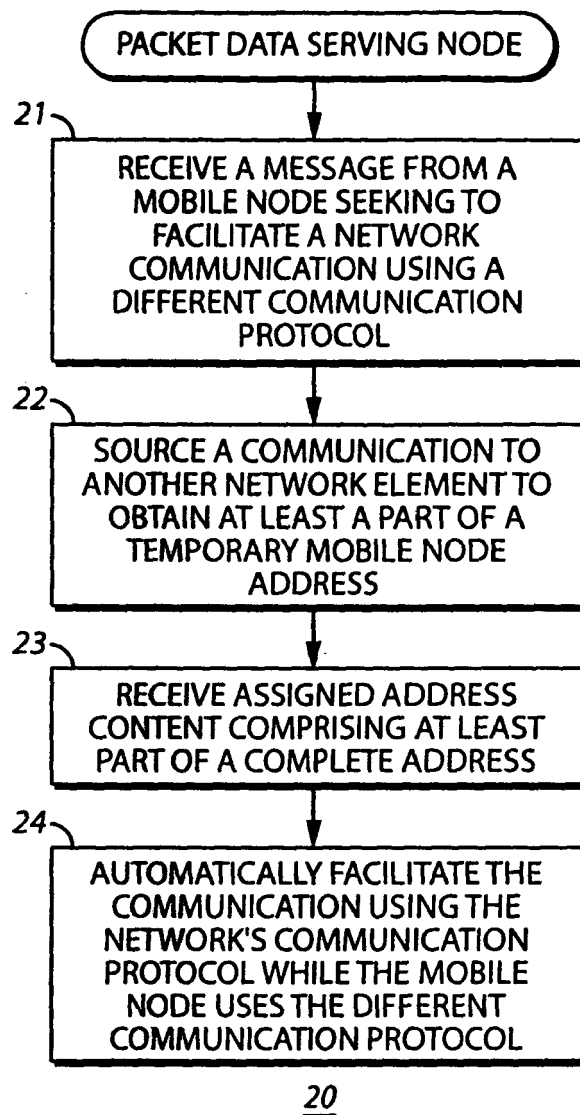 PACKET DATA SERVING NODE
21
RECEIVE A MESSAGE FROM A
MOBILE NODE SEEKING TO
FACILITATE A NETWORK
COMMUNICATION USING A
DIFFERENT COMMUNICATION
PROTOCOL
22
SOURCE A COMMUNICATION TO
ANOTHER NETWORK ELEMENT TO
OBTAIN AT LEAST A PART OF A
TEMPORARY MOBILE NODE
ADDRESS
23
RECEIVE ASSIGNED ADDRESS
CONTENT COMPRISING AT LEAST
PART OF A COMPLETE ADDRESS
24
AUTOMATICALLY FACILITATE THE
COMMUNICATION USING THE
NETWORK'S COMMUNICATION
PROTOCOL WHILE THE MOBILE
NODE USES THE DIFFERENT
COMMUNICATION PROTOCOL
20